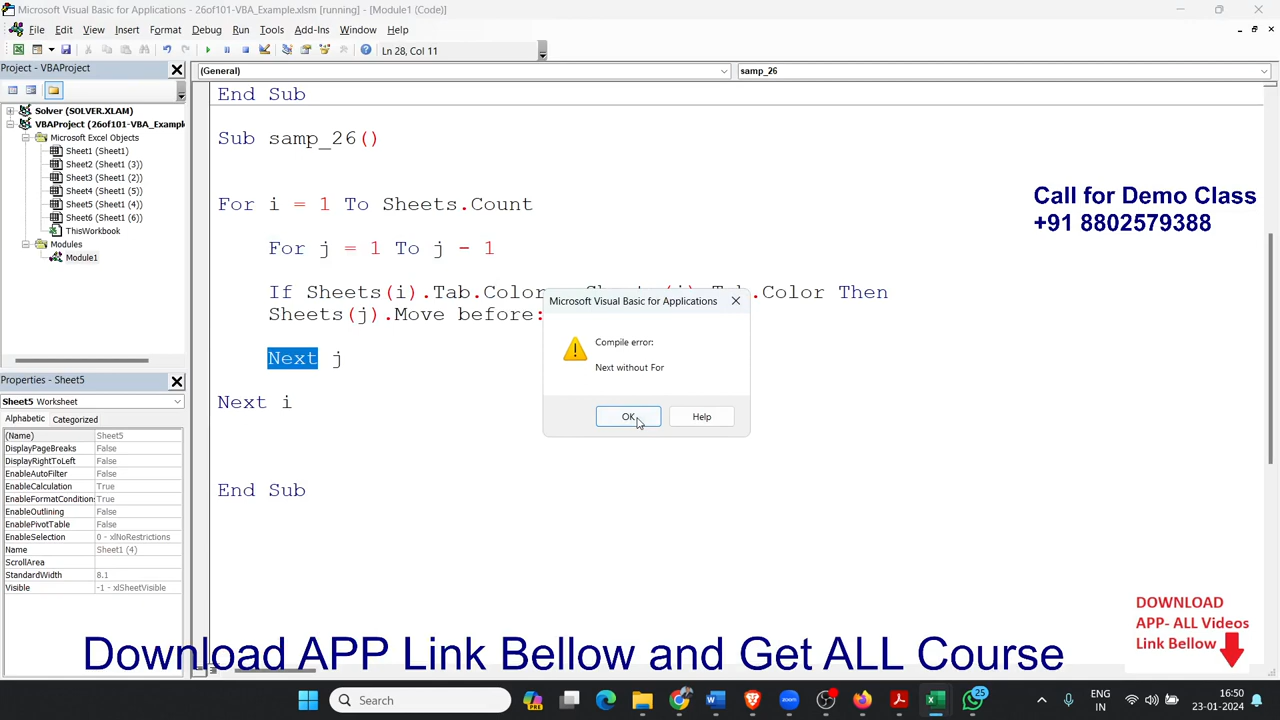 Microsoft Visual Basic for Applications - 26of101-VBA_Example.xlsm [running] - [Module1 (Code)]
File Edit View Insert Format Debug Run Tools Add-Ins Window Help
Ln 28, Col 11
Project - VBAProject
(General)
samp_26
Solver (SOLVER.XLAM)
VBAProject (26of101-VBA_Exampl
Microsoft Excel Objects
Sheet1 (Sheet1)
Sheet2 (Sheet1 (3))
Sheet3 (Sheet1 (2))
Sheet4 (Sheet1 (5))
Sheet5 (Sheet1 (4))
Sheet6 (Sheet1 (6))
ThisWorkbook
Modules
Module1
Properties - Sheet5
Sheet5 Worksheet
Alphabetic Categorized
(Name) Sheet5
DisplayPageBreaks False
DisplayRightToLeft False
EnableAutoFilter False
EnableCalculation True
EnableFormatConditions True
EnableOutlining False
EnablePivotTable False
EnableSelection 0 - xlNoRestrictions
Name Sheet1 (4)
ScrollArea
StandardWidth 8.1
Visible -1 - xlSheetVisible
End Sub
Sub samp_26()
For i = 1 To Sheets.Count
For j = 1 To j - 1
If Sheets(i).Tab.Color Color Then
Sheets(j).Move before:
Next j
Next i
End Sub
Microsoft Visual Basic for Applications
Compile error:
Next without For
OK Help
Call for Demo Class
+91 8802579388
DOWNLOAD
APP- ALL Videos
Link Bellow
Download APP Link Bellow and Get ALL Course
Search
PRE
25
ENG
IN
16:50
23-01-2024